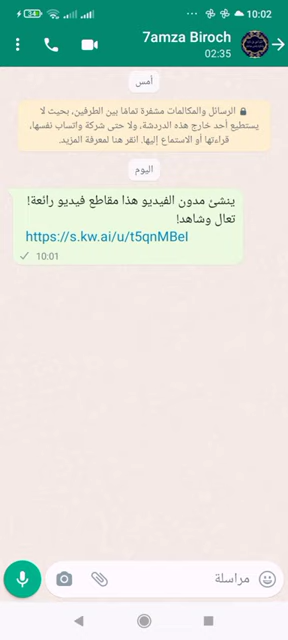 10:02
7amza Biroch
02:35
أمس
الرسائل والمكالمات مشفرة تمامًا بين الطرفين، بحيث لا
يستطيع أحد خارج هذه الدردشة، ولا حتى شركة واتساب نفسها،
قراءتها أو الاستماع إليها. انقر هنا لمعرفة المزيد.
اليوم
ينشئ مدون الفيديو هذا مقاطع فيديو رائعة!
تعال وشاهد!
https://s.kw.ai/u/t5qnMBeI
10:01
مراسلة